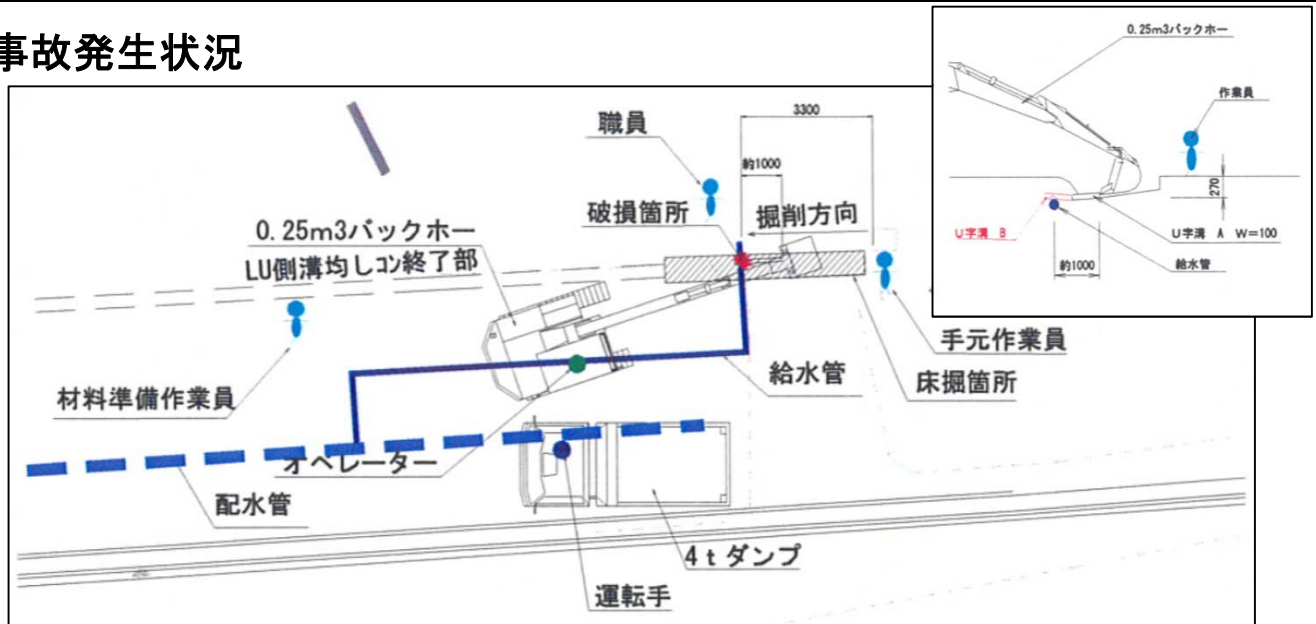 事故発生状況
0.25m3バックホー
作業員
270
U字溝 B
U字溝 A W=100
約1000
給水管
職員
3300
約1000
破損箇所
掘削方向
0.25m3バックホー
LU側溝均しコン終了部
手元作業員
給水管
床掘箇所
材料準備作業員
オペレーター
配水管
4tダンプ
運転手